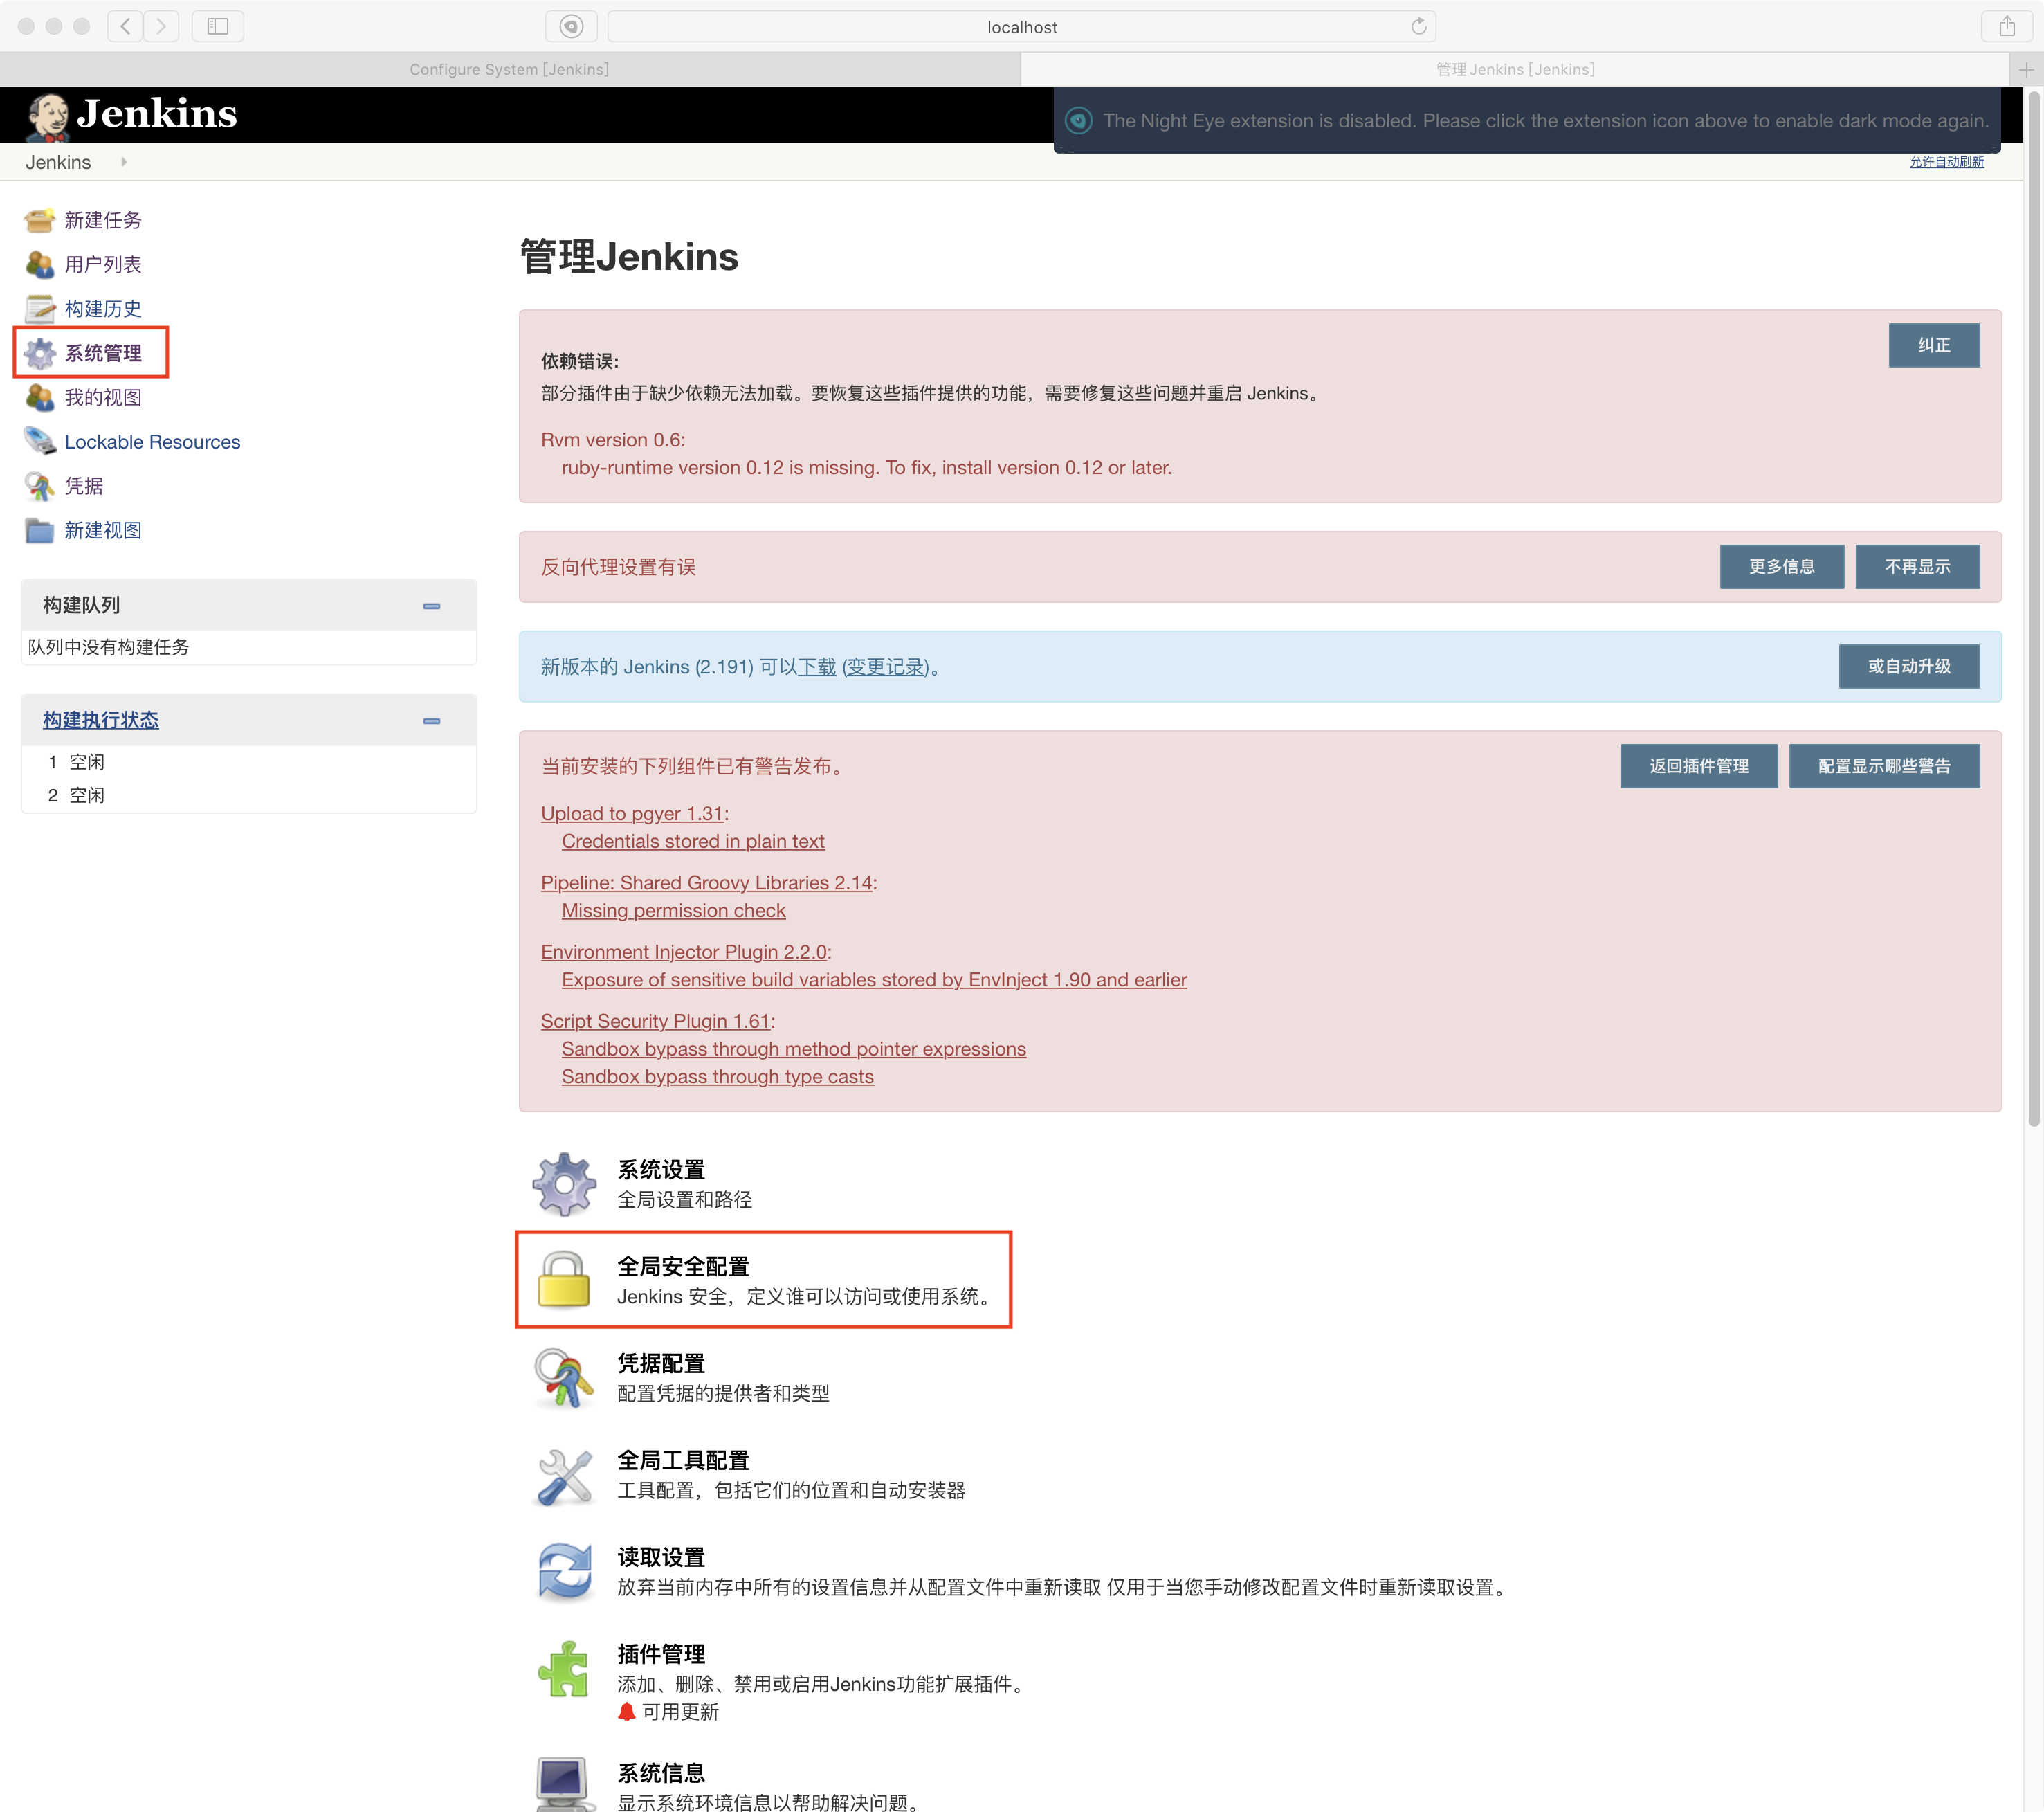 localhost
Configure System [Jenkins]
管理Jenkins [Jenkins]
Jenkins
The Night Eye extension is disabled. Please click the extension icon above to enable dark mode again.
Jenkins
允许自动刷新
新建任务
用户列表
构建历史
系统管理
我的视图
Lockable Resources
凭据
新建视图
构建队列
队列中没有构建任务
构建执行状态
1 空闲
2 空闲
管理Jenkins
纠正
依赖错误:
部分插件由于缺少依赖无法加载。要恢复这些插件提供的功能，需要修复这些问题并重启 Jenkins。
Rvm version 0.6:
ruby-runtime version 0.12 is missing. To fix, install version 0.12 or later.
反向代理设置有误
更多信息
不再显示
新版本的 Jenkins (2.191) 可以下载 (变更记录)。
或自动升级
当前安装的下列组件已有警告发布。
返回插件管理
配置显示哪些警告
Upload to pgyer 1.31:
Credentials stored in plain text
Pipeline: Shared Groovy Libraries 2.14:
Missing permission check
Environment Injector Plugin 2.2.0:
Exposure of sensitive build variables stored by EnvInject 1.90 and earlier
Script Security Plugin 1.61:
Sandbox bypass through method pointer expressions
Sandbox bypass through type casts
系统设置
全局设置和路径
全局安全配置
Jenkins 安全，定义谁可以访问或使用系统。
凭据配置
配置凭据的提供者和类型
全局工具配置
工具配置，包括它们的位置和自动安装器
读取设置
放弃当前内存中所有的设置信息并从配置文件中重新读取 仅用于当您手动修改配置文件时重新读取设置。
插件管理
添加、删除、禁用或启用Jenkins功能扩展插件。
可用更新
系统信息
显示系统环境信息以帮助解决问题。